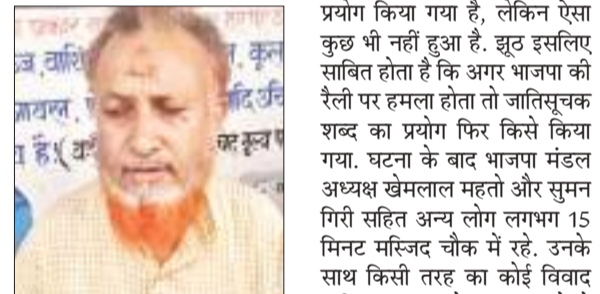 प्रयोग किया गया है, लेकिन ऐसा
कुछ भी नहीं हुआ है. झूठ इसलिए
साबित होता है कि अगर भाजपा की
रैली पर हमला होता तो जातिसूचक
शब्द का प्रयोग फिर किसे किया
गया. घटना के बाद भाजपा मंडल
अध्यक्ष खेमलाल महतो और सुमन
गिरी सहित अन्य लोग लगभग 15
मिनट मस्जिद चौक में रहे. उनके
साथ किसी तरह का कोई विवाद